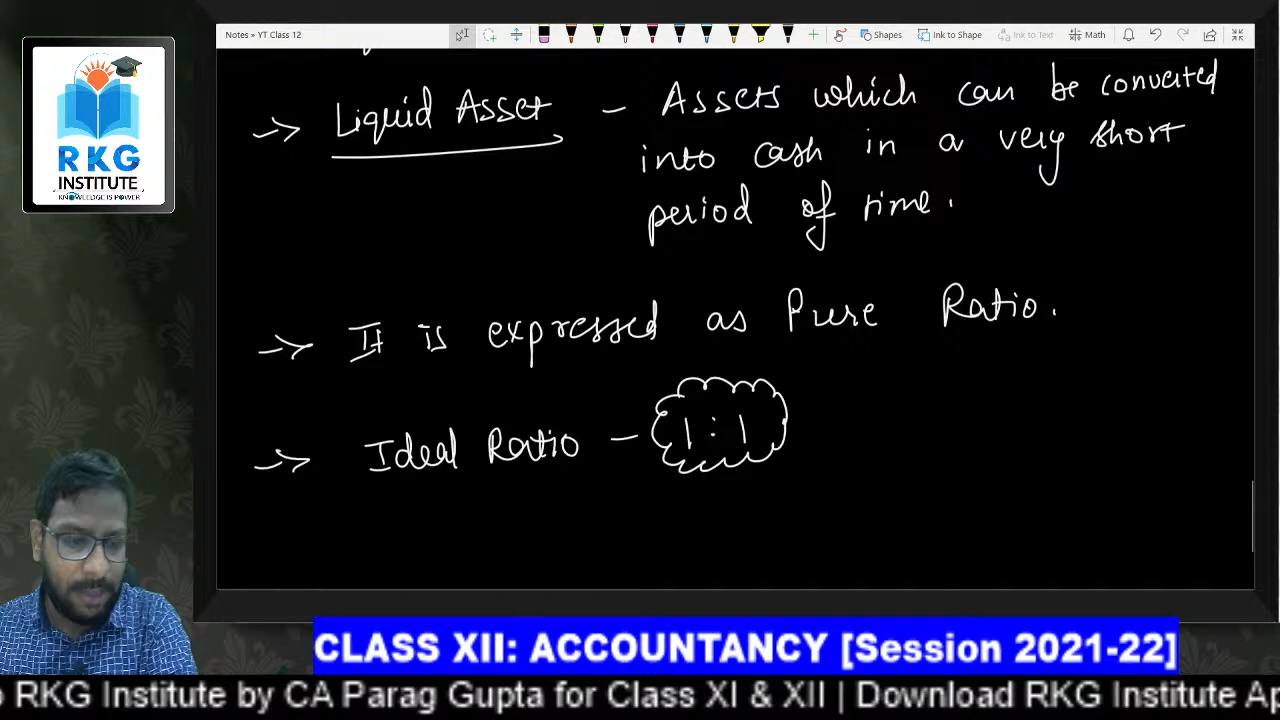 Notes » YT Class 12
Shapes
Ink to Shape
Ink to Text
Math
RKG
INSTITUTE
KNOWLEDGE IS POWER
→ Liquid Asset – Assets which can be converted
into cash in a very short
period of time.
→ It is expressed as Pure Ratio.
→ Ideal Ratio – 1 : 1
CLASS XII: ACCOUNTANCY [Session 2021-22]
o RKG Institute by CA Parag Gupta for Class XI & XII | Download RKG Institute Ap